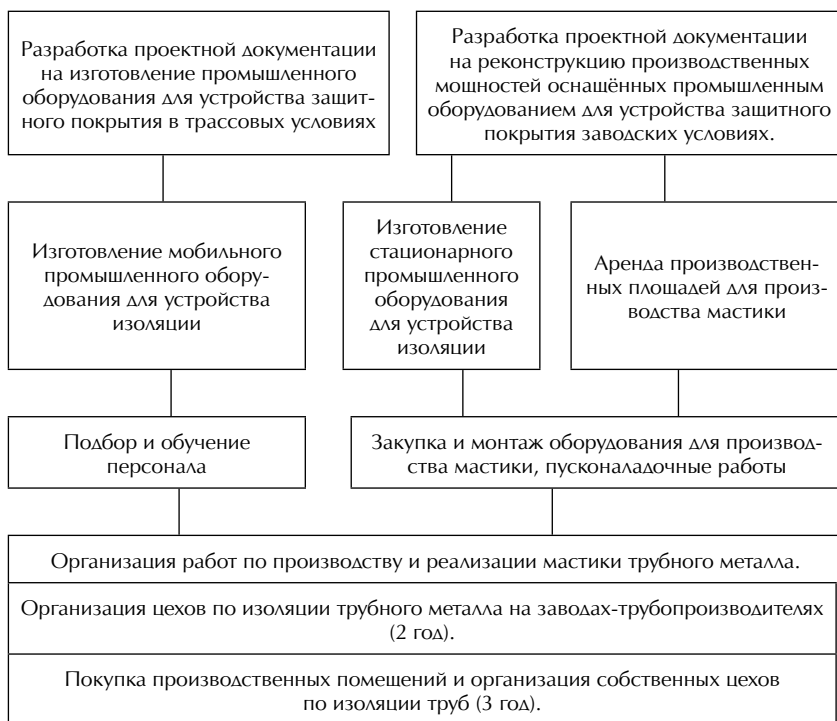 Разработка проектной документации
на изготовление промышленного
оборудования для устройства защит-
ного покрытия в трассовых условиях
Разработка проектной документации
на реконструкцию производственных
мощностей оснащённых промышленным
оборудованием для устройства защитного
покрытия заводских условиях.
Изготовление мобильного
промышленного обору-
дования для устройства
изоляции
Изготовление
стационарного
промышленного
оборудования
для устройства
изоляции
Аренда производствен-
ных площадей для произ-
водства мастики
Подбор и обучение
персонала
Закупка и монтаж оборудования для производ-
ства мастики, пусконаладочные работы
Организация работ по производству и реализации мастики трубного металла.
Организация цехов по изоляции трубного металла на заводах-трубопроизводителях
(2 год).
Покупка производственных помещений и организация собственных цехов
по изоляции труб (3 год).